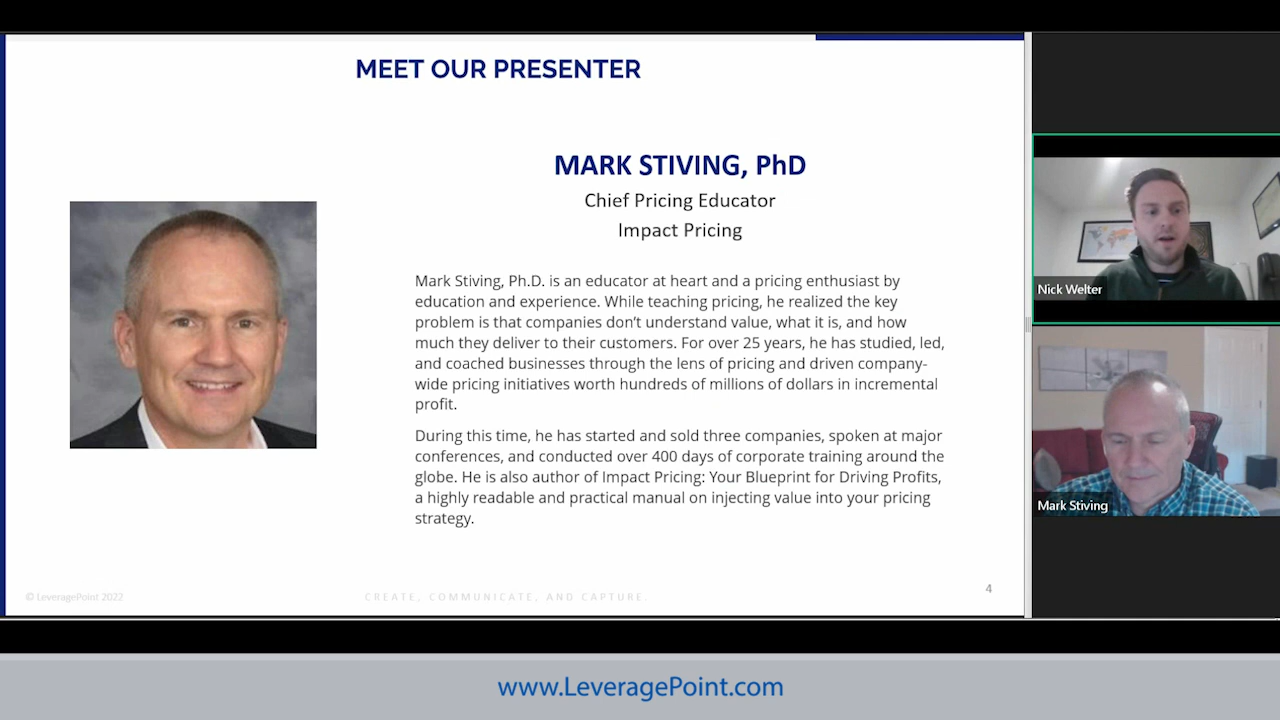 MEET OUR PRESENTER
MARK STIVING, PhD
Chief Pricing Educator
Impact Pricing
Mark Stiving, Ph.D. is an educator at heart and a pricing enthusiast by
education and experience. While teaching pricing, he realized the key
problem is that companies don’t understand value, what it is, and how
much they deliver to their customers. For over 25 years, he has studied, led,
and coached businesses through the lens of pricing and driven company-
wide pricing initiatives worth hundreds of millions of dollars in incremental
profit.
During this time, he has started and sold three companies, spoken at major
conferences, and conducted over 400 days of corporate training around the
globe. He is also author of Impact Pricing: Your Blueprint for Driving Profits,
a highly readable and practical manual on injecting value into your pricing
strategy.
© LeveragePoint 2022
CREATE, COMMUNICATE, AND CAPTURE.
4
Nick Welter
Mark Stiving
www.LeveragePoint.com